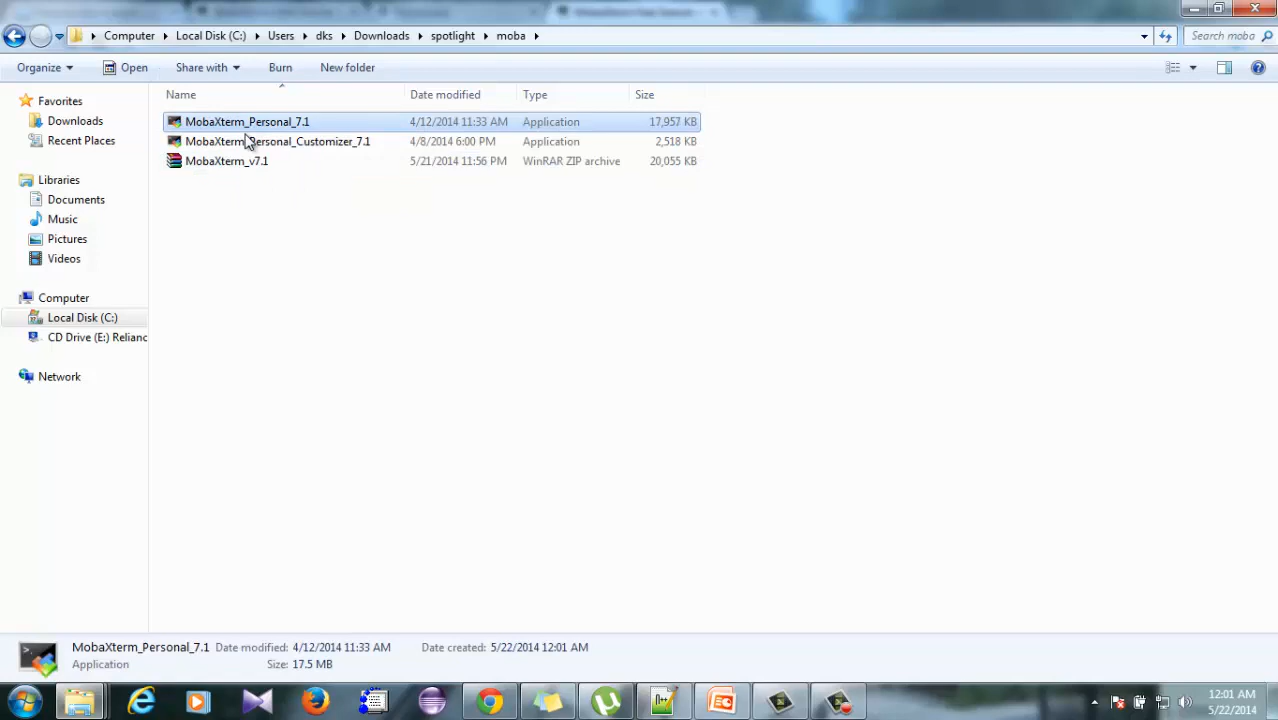 Computer ▸ Local Disk (C:) ▸ Users ▸ dks ▸ Downloads ▸ spotlight ▸ moba ▸
Search moba
Organize Open Share with Burn New folder
Name Date modified Type Size
MobaXterm_Personal_7.1 4/12/2014 11:33 AM Application 17,957 KB
MobaXterm_Personal_Customizer_7.1 4/8/2014 6:00 PM Application 2,518 KB
MobaXterm_v7.1 5/21/2014 11:56 PM WinRAR ZIP archive 20,055 KB
Favorites
Downloads
Recent Places
Libraries
Documents
Music
Pictures
Videos
Computer
Local Disk (C:)
CD Drive (E:) Relianc
Network
MobaXterm_Personal_7.1 Date modified: 4/12/2014 11:33 AM Date created: 5/22/2014 12:01 AM
Application Size: 17.5 MB
12:01 AM
5/22/2014